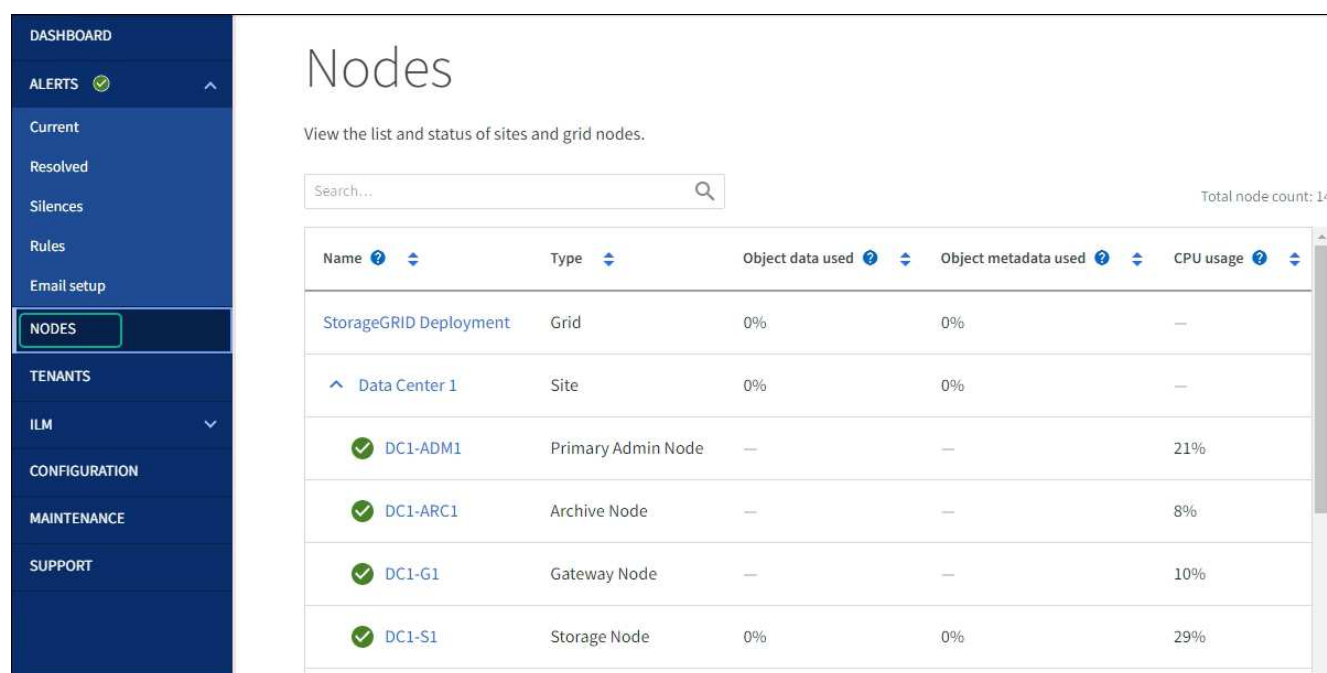 DASHBOARD
ALERTS
Current
Resolved
Silences
Rules
Email setup
NODES
TENANTS
ILM
CONFIGURATION
MAINTENANCE
SUPPORT
Nodes
View the list and status of sites and grid nodes.
Search...
Total node count: 14
Name Type Object data used Object metadata used CPU usage
StorageGRID Deployment Grid 0% 0% —
Data Center 1 Site 0% 0% —
DC1-ADM1 Primary Admin Node — — 21%
DC1-ARC1 Archive Node — — 8%
DC1-G1 Gateway Node — — 10%
DC1-S1 Storage Node 0% 0% 29%